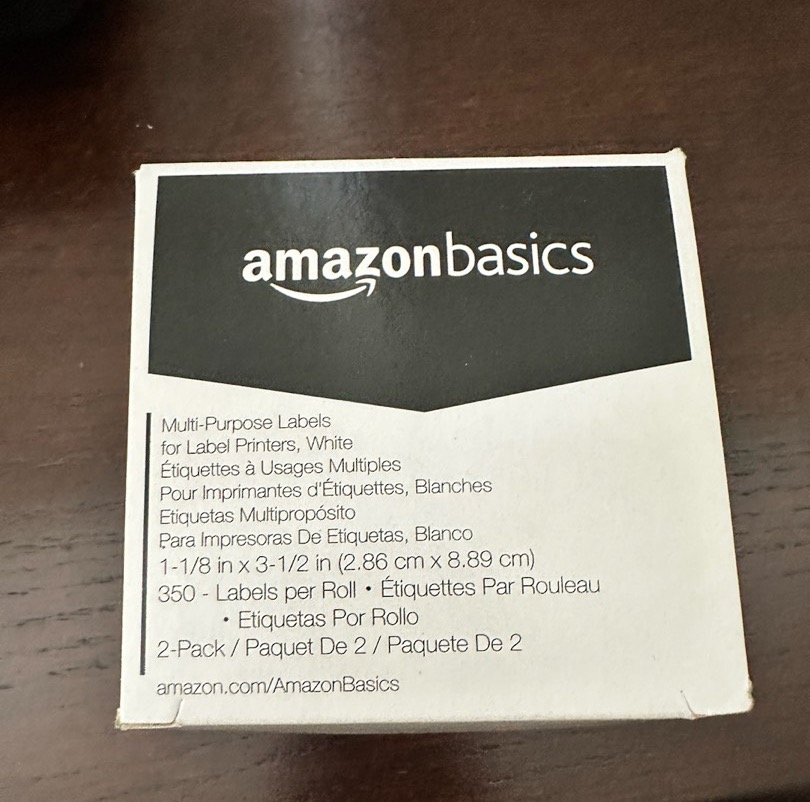 amazonbasics
Multi-Purpose Labels
for Label Printers, White
Étiquettes à Usages Multiples
Pour Imprimantes d'Étiquettes, Blanches
Etiquetas Multipropósito
Para Impresoras De Etiquetas, Blanco
1-1/8 in x 3-1/2 in (2.86 cm x 8.89 cm)
350 - Labels per Roll • Étiquettes Par Rouleau
• Etiquetas Por Rollo
2-Pack / Paquet De 2 / Paquete De 2
amazon.com/AmazonBasics